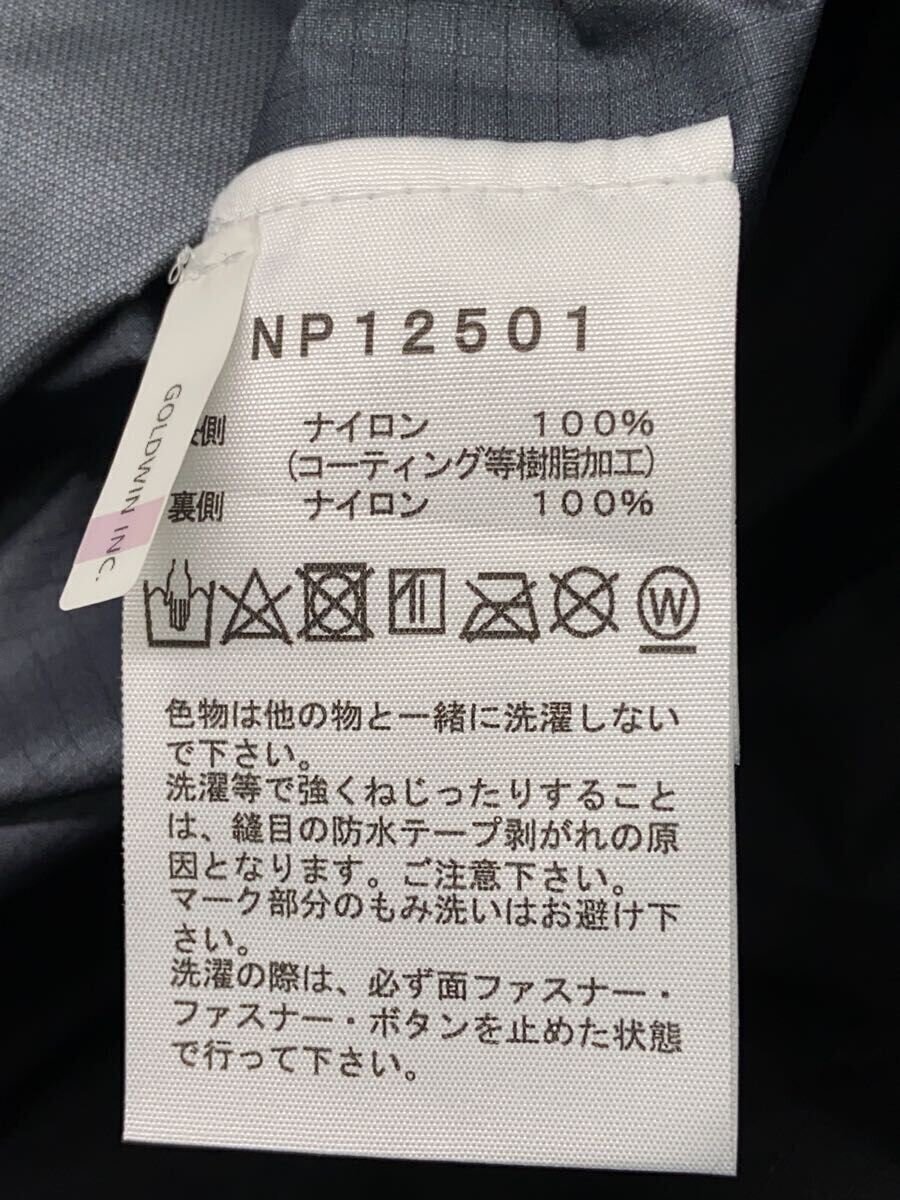 NP12501
GOLDWIN INC.
側 ナイロン 100%
(コーティング等樹脂加工)
裏側 ナイロン 100%
W
色物は他の物と一緒に洗濯しない
で下さい。
洗濯等で強くねじったりすること
は、縫目の防水テープ剥がれの原
因となります。ご注意下さい。
マーク部分のもみ洗いはお避け下
さい。
洗濯の際は、必ず面ファスナー・
ファスナー・ボタンを止めた状態
で行って下さい。